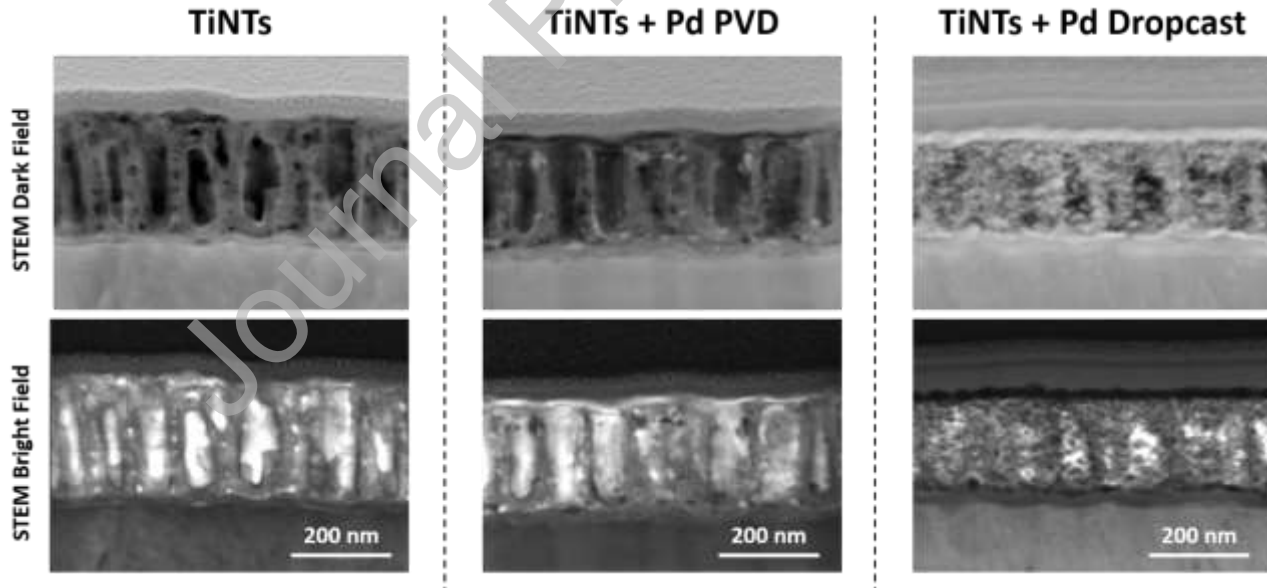 TiNTs
TiNTs + Pd PVD
TiNTs + Pd Dropcast
STEM Dark Field
STEM Bright Field
200 nm
200 nm
200 nm
Journal P